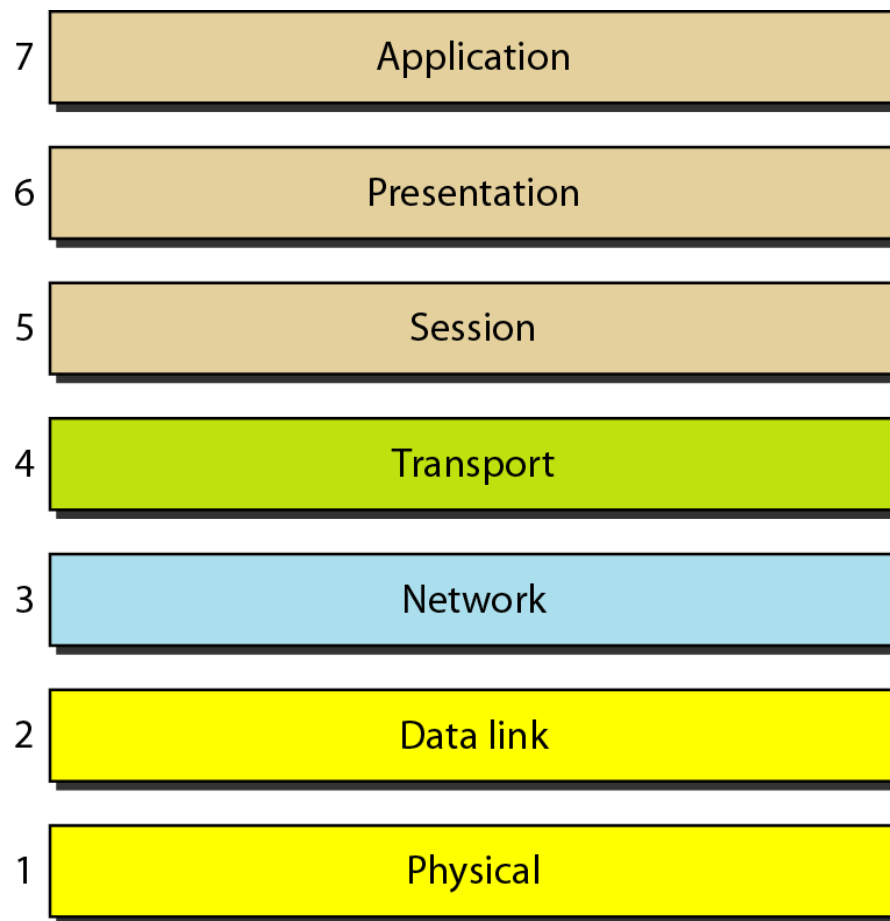 7 Application
6 Presentation
5 Session
4 Transport
3 Network
2 Data link
1 Physical